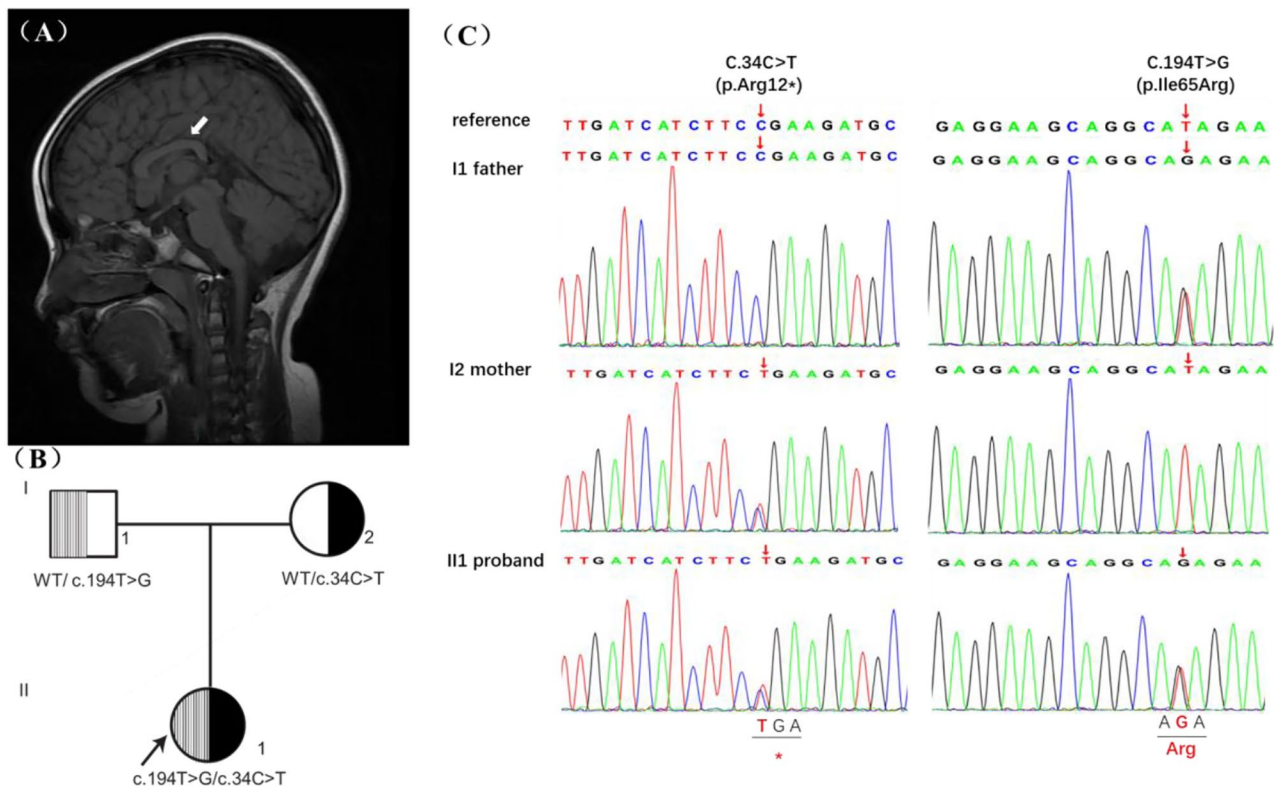 (A)
(B)
I
1
2
WT/ c.194T>G
WT/c.34C>T
II
1
c.194T>G/c.34C>T
(C)
C.34C>T
(p.Arg12*)
C.194T>G
(p.Ile65Arg)
reference
TTGATCATCTTCCGAAGATGC
GAGGAAGCAGGCATAGAA
I1 father
TTGATCATCTTCCGAAGATGC
GAGGAAGCAGGCAGAGAA
I2 mother
TTGATCATCTTCTGAAGATGC
GAGGAAGCAGGCATAGAA
II1 proband
TTGATCATCTTCTGAAGATGC
GAGGAAGCAGGCAGAGAA
TGA
*
AGA
Arg